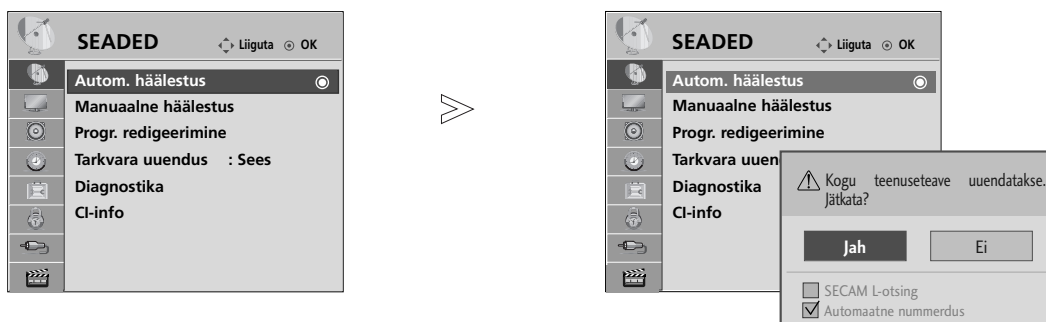 SEADED Liiguta OK
Autom. häälestus
Manuaalne häälestus
Progr. redigeerimine
Tarkvara uuendus : Sees
Diagnostika
CI-info
SEADED Liiguta OK
Autom. häälestus
Manuaalne häälestus
Progr. redigeerimine
Tarkvara uuen
Diagnostika
CI-info
Kogu teenuseteave uuendatakse.
Jätkata?
Jah Ei
SECAM L-otsing
Automaatne nummerdus